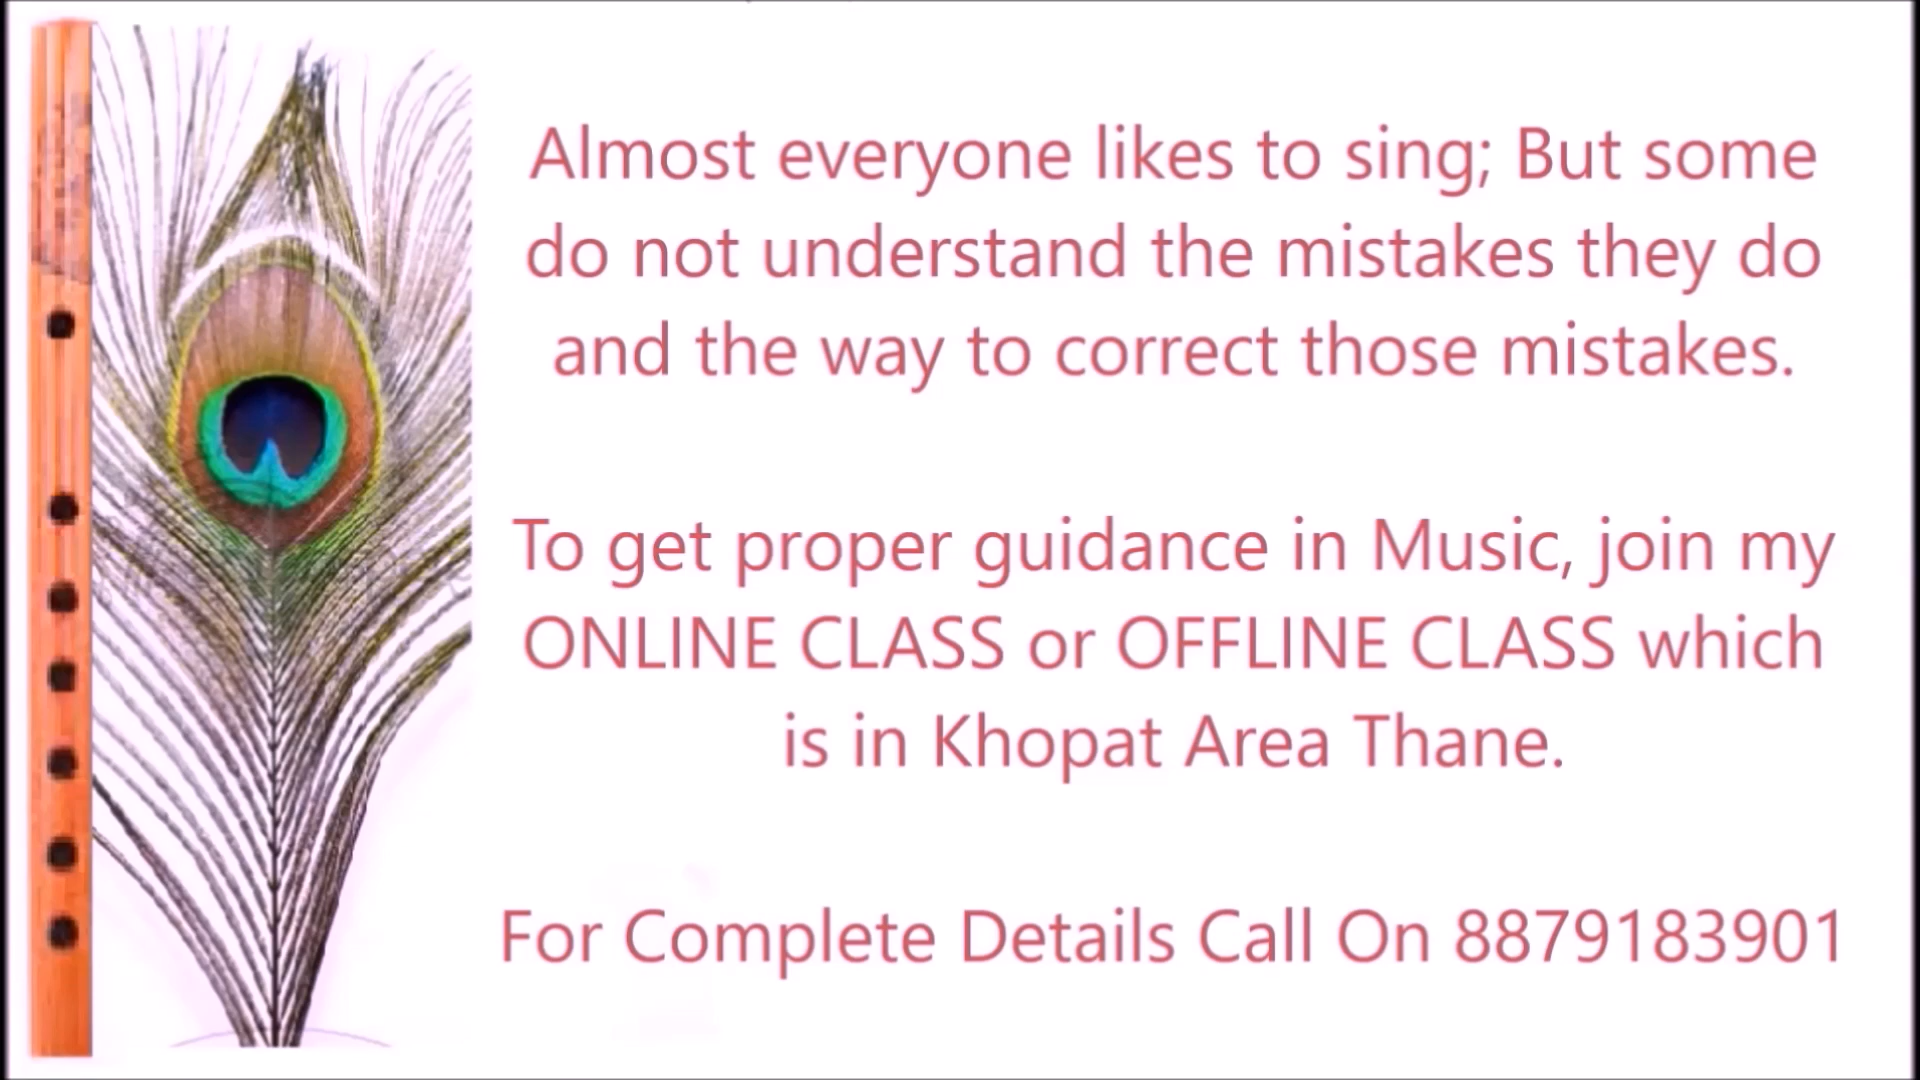 Almost everyone likes to sing; But some
do not understand the mistakes they do
and the way to correct those mistakes.
To get proper guidance in Music, join my
ONLINE CLASS or OFFLINE CLASS which
is in Khopat Area Thane.
For Complete Details Call On 8879183901